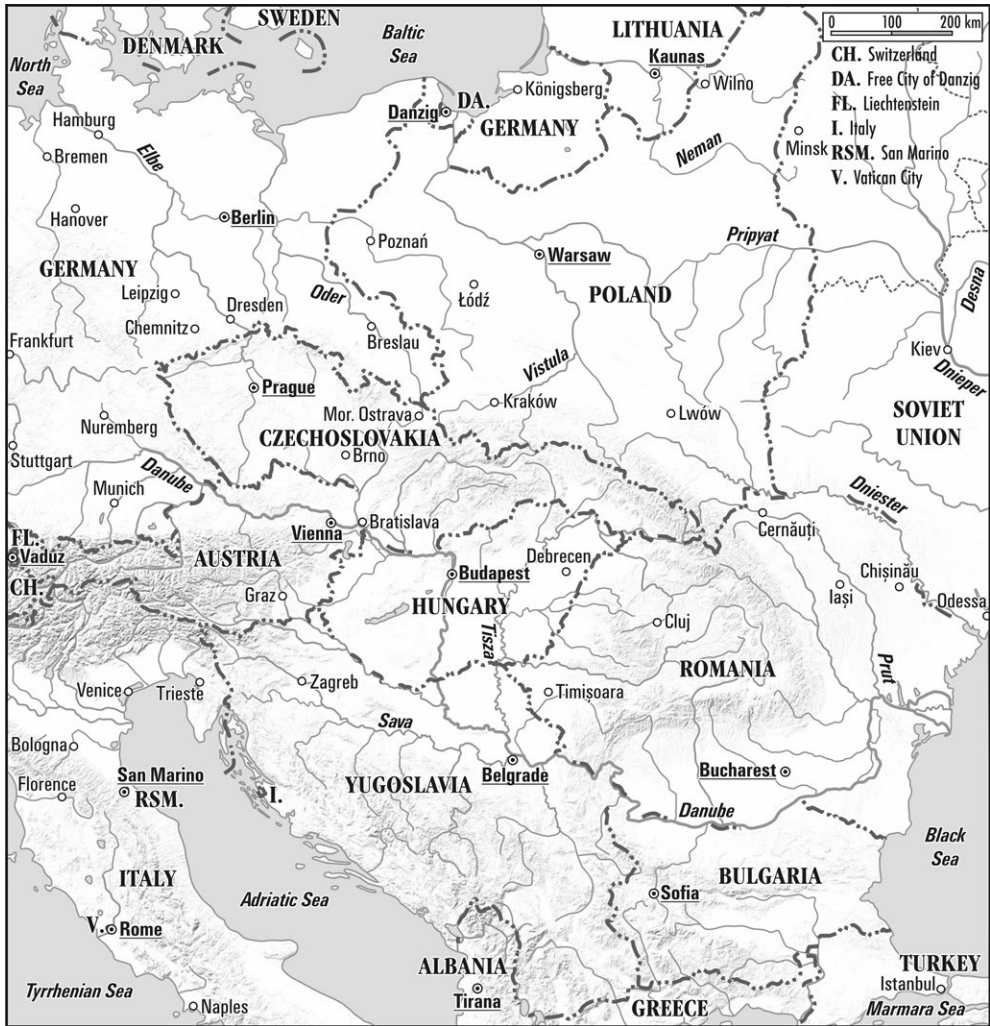 SWEDEN
DENMARK
Baltic
Sea
North
Sea
LITHUANIA
Kaunas
Wilno
0 100 200 km
CH. Switzerland
DA. Free City of Danzig
FL. Liechtenstein
I. Italy
RSM. San Marino
V. Vatican City
Königsberg
DA.
Danzig
GERMANY
Hamburg
Bremen
Elbe
Neman
Minsk
Hanover
Berlin
Poznań
Warsaw
Pripyat
GERMANY
Leipzig
Dresden
Chemnitz
Oder
Łódź
POLAND
Desna
Breslau
Frankfurt
Kiev
Dnieper
Vistula
Prague
Kraków
Lwów
Mor. Ostrava
Nuremberg
CZECHOSLOVAKIA
Brno
SOVIET
UNION
Stuttgart
Danube
Munich
Dniester
Vienna
Bratislava
Cernăuți
FL.
Vadúz
AUSTRIA
Debrecen
CH.
Graz
Budapest
HUNGARY
Tisza
Iași
Chișinău
Odessa
Cluj
ROMANIA
Prut
Venice
Trieste
Zagreb
Timișoara
Sava
Bologna
Florence
San Marino
RSM.
I.
YUGOSLAVIA
Belgrade
Bucharest
Danube
Black
Sea
ITALY
Adriatic Sea
Sofia
BULGARIA
V.
Rome
ALBANIA
Tirana
TURKEY
Istanbul
Tyrrhenian Sea
Naples
GREECE
Marmara Sea